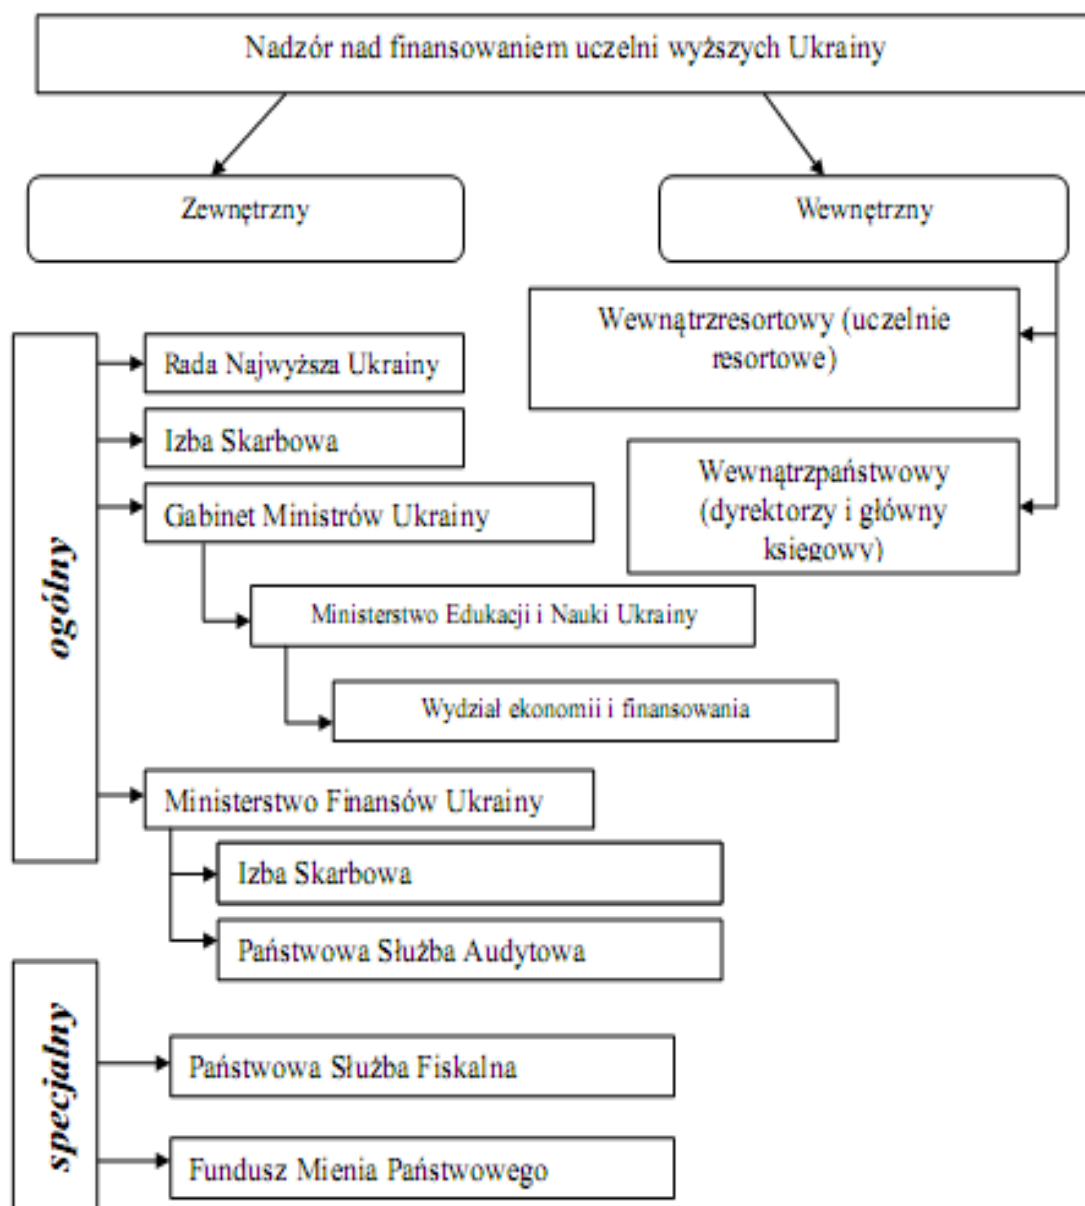 Nadzór nad finansowaniem uczelni wyższych Ukrainy
Zewnętrzny
Wewnętrzny
Wewnątrzresortowy (uczelnie
resortowe)
Wewnątrzpaństwowy
(dyrektorzy i główny
księgowy)
ogólny
Rada Najwyższa Ukrainy
Izba Skarbowa
Gabinet Ministrów Ukrainy
Ministerstwo Edukacji i Nauki Ukrainy
Wydział ekonomii i finansowania
Ministerstwo Finansów Ukrainy
Izba Skarbowa
Państwowa Służba Audytowa
specjalny
Państwowa Służba Fiskalna
Fundusz Mienia Państwowego